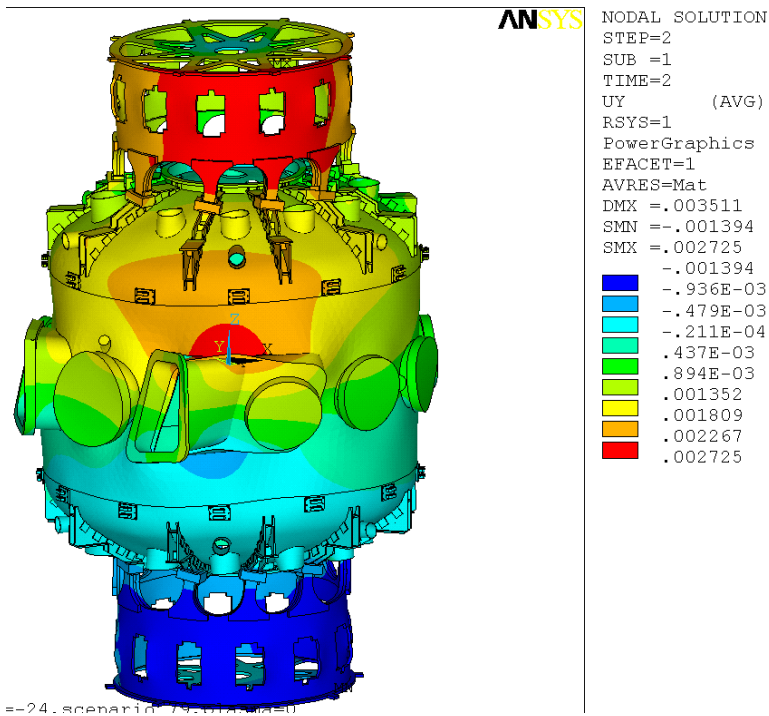 ANSYS
NODAL SOLUTION
STEP=2
SUB =1
TIME=2
UY (AVG)
RSYS=1
PowerGraphics
EFACET=1
AVRES=Mat
DMX =.003511
SMN =-.001394
SMX =.002725
-.001394
-.936E-03
-.479E-03
-.211E-04
.437E-03
.894E-03
.001352
.001809
.002267
.002725
Z
Y
X